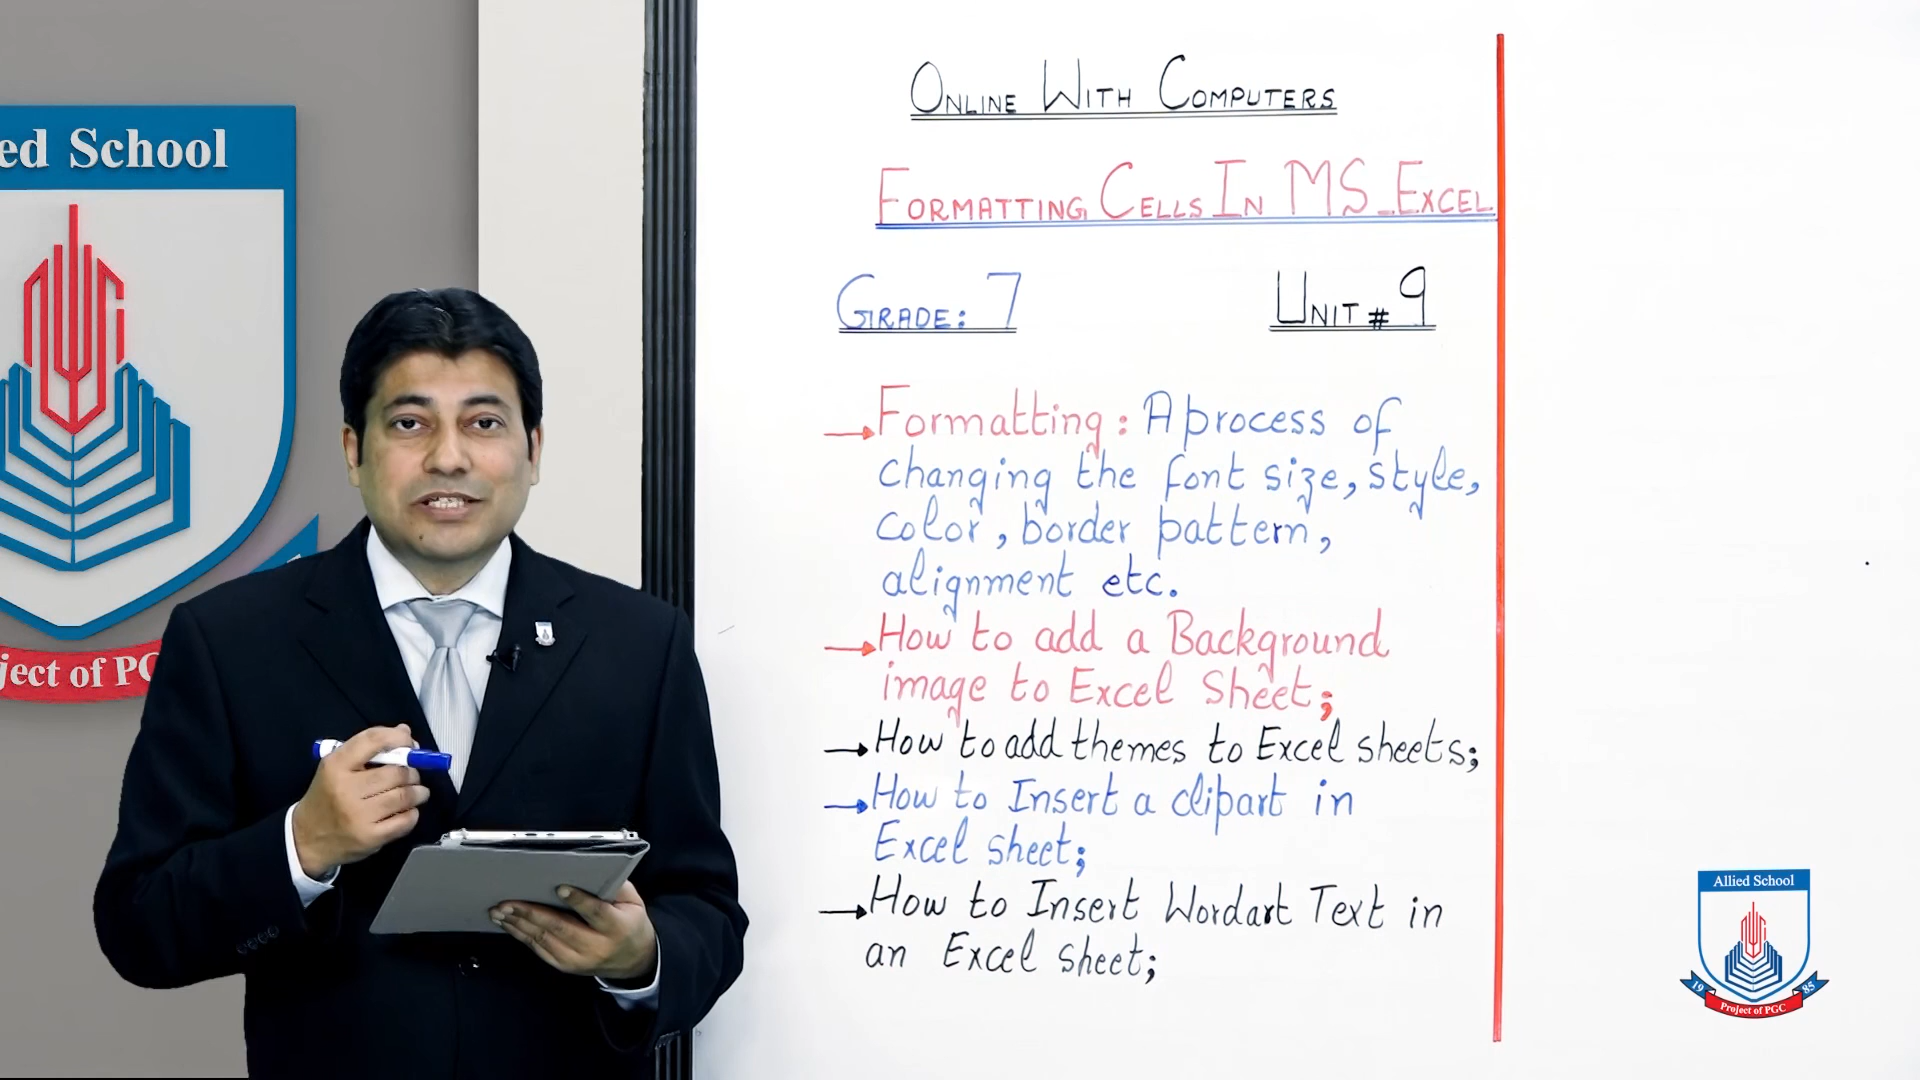 ed School
ject of PG
ONLINE WITH COMPUTERS
FORMATTING CELLS IN MS_EXCEL
GRADE: 7
UNIT # 9
→Formatting: A process of
changing the font size, style,
color, border pattern,
alignment etc.
→How to add a Background
image to Excel Sheet;
→How to add themes to Excel sheets;
→How to Insert a clipart in
Excel sheet;
→How to Insert Wordart Text in
an Excel sheet;
Allied School
19 85
Project of PGC